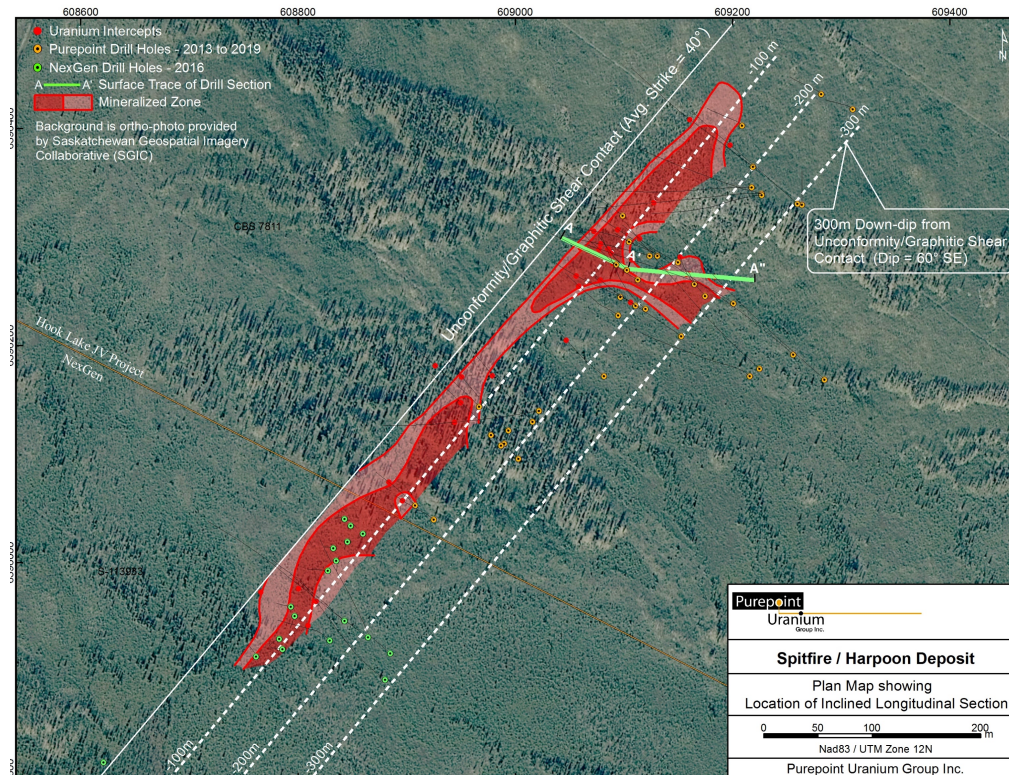 608600
608800
609000
609200
609400
Uranium Intercepts
Purepoint Drill Holes - 2013 to 2019
NexGen Drill Holes - 2016
A A' Surface Trace of Drill Section
Mineralized Zone
Background is ortho-photo provided
by Saskatchewan Geospatial Imagery
Collaborative (SGIC)
N
Unconformity/Graphitic Shear Contact (Avg. Strike = 40°)
-100 m
-200 m
-300 m
CBS 7811
A
A'
A"
300m Down-dip from
Unconformity/Graphitic Shear
Contact (Dip = 60° SE)
Hook Lake JV Project
NexGen
S-113933
-100m
-200m
-300m
Purepoint
Uranium
Group Inc.
Spitfire / Harpoon Deposit
Plan Map showing
Location of Inclined Longitudinal Section
0 50 100 200
m
Nad83 / UTM Zone 12N
Purepoint Uranium Group Inc.